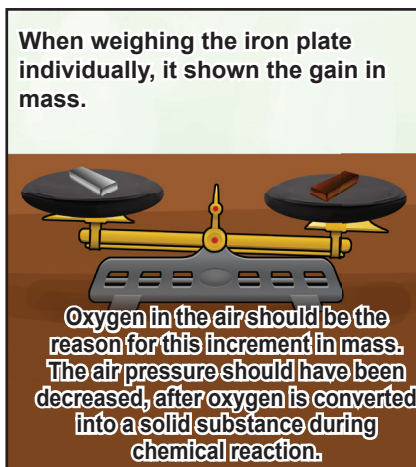 When weighing the iron plate
individually, it shown the gain in
mass.
Oxygen in the air should be the
reason for this increment in mass.
The air pressure should have been
decreased, after oxygen is converted
into a solid substance during
chemical reaction.